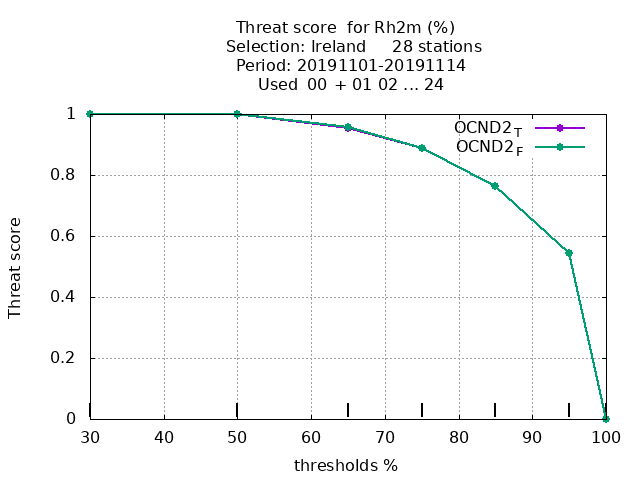 Threat score  for Rh2m (%)
Selection: Ireland     28 stations
Period: 20191101-20191114
Used  00 + 01 02 ... 24
OCND2T
OCND2F
Threat score
1
0.8
0.6
0.4
0.2
0
30 40 50 60 70 80 90 100
thresholds %